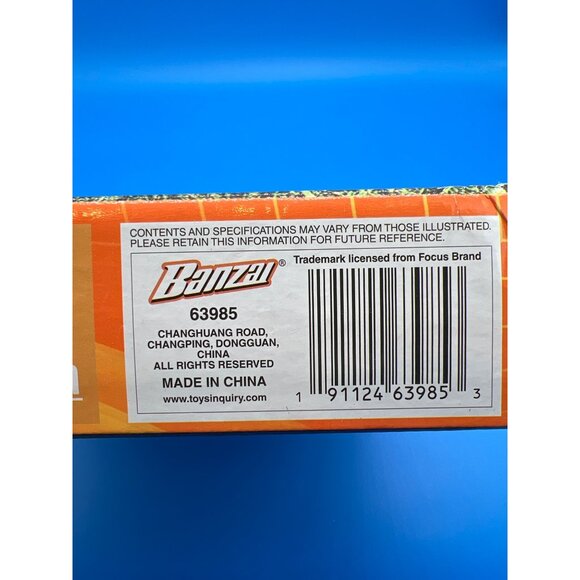 CONTENTS AND SPECIFICATIONS MAY VARY FROM THOSE ILLUSTRATED.
PLEASE RETAIN THIS INFORMATION FOR FUTURE REFERENCE.
Banzai®
63985
CHANGHUANG ROAD,
CHANGPING, DONGGUAN,
CHINA
ALL RIGHTS RESERVED
MADE IN CHINA
www.toysinquiry.com
Trademark licensed from Focus Brand
1 91124 63985 3